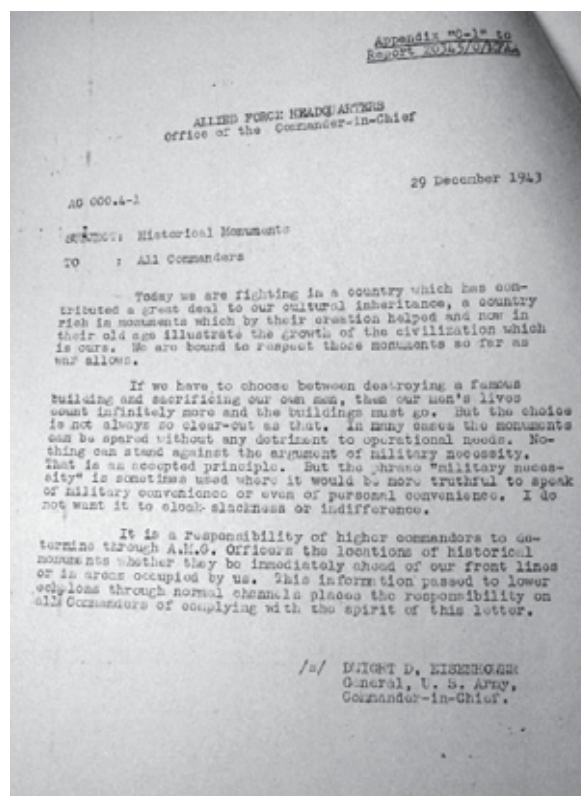 Appendix "C-1" to
Report 20345/0/MFAA
ALLIED FORCE HEADQUARTERS
Office of the Commander-in-Chief
29 December 1943
AG 000.4-1
SUBJECT: Historical Monuments
TO : All Commanders
Today we are fighting in a country which has con-
tributed a great deal to our cultural inheritance, a country
rich in monuments which by their creation helped and now in
their old age illustrate the growth of the civilization which
is ours. We are bound to respect those monuments so far as
war allows.
If we have to choose between destroying a famous
building and sacrificing our own men, then our men's lives
count infinitely more and the buildings must go. But the choice
is not always so clear-cut as that. In many cases the monuments
can be spared without any detriment to operational needs. No-
thing can stand against the argument of military necessity.
That is an accepted principle. But the phrase "military neces-
sity" is sometimes used where it would be more truthful to speak
of military convenience or even of personal convenience. I do
not want it to cloak slackness or indifference.
It is a responsibility of higher commanders to de-
termine through A.M.G. Officers the locations of historical
monuments whether they be immediately ahead of our front lines
or in areas occupied by us. This information passed to lower
echelons through normal channels places the responsibility on
all Commanders of complying with the spirit of this letter.
/s/ DWIGHT D. EISENHOWER
General, U. S. Army,
Commander-in-Chief.